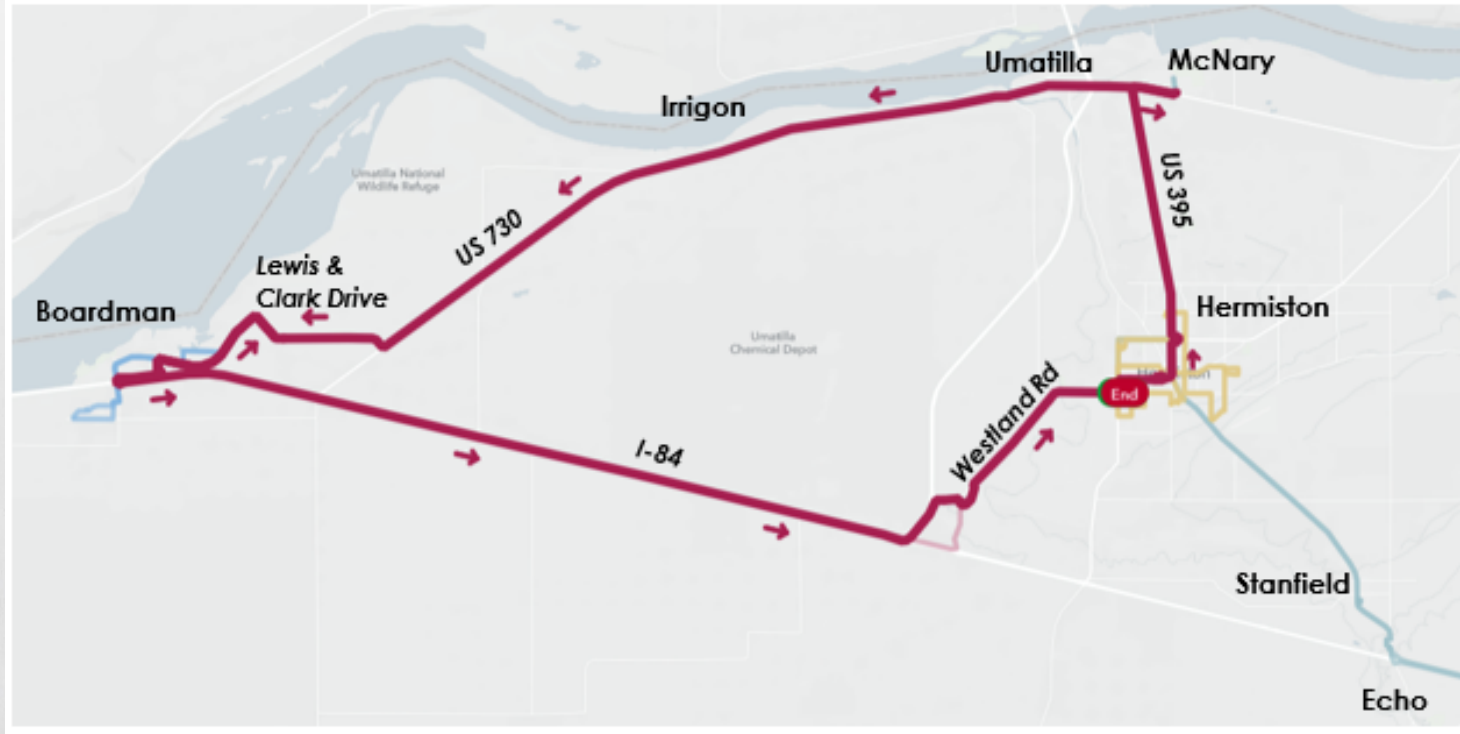 Umatilla
McNary
Irrigon
Umatilla National
Wildlife Refuge
US 395
US 730
Lewis &
Clark Drive
Boardman
Hermiston
Umatilla
Chemical Depot
End
Westland Rd
I-84
Stanfield
Echo